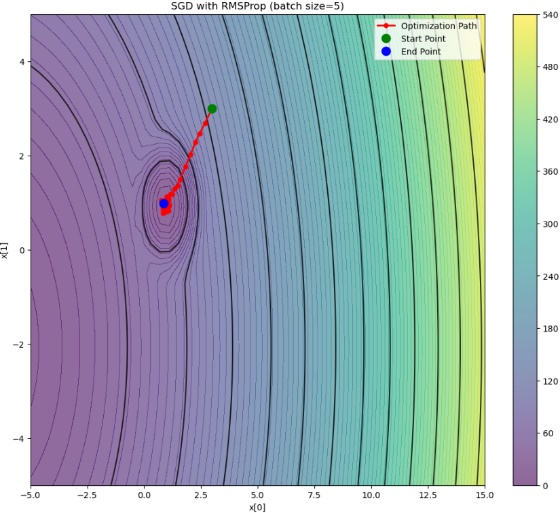 SGD with RMSProp (batch size=5)
Optimization Path
Start Point
End Point
x[1]
4
2
0
−2
−4
−5.0 −2.5 0.0 2.5 5.0 7.5 10.0 12.5 15.0
x[0]
540
480
420
360
300
240
180
120
60
0